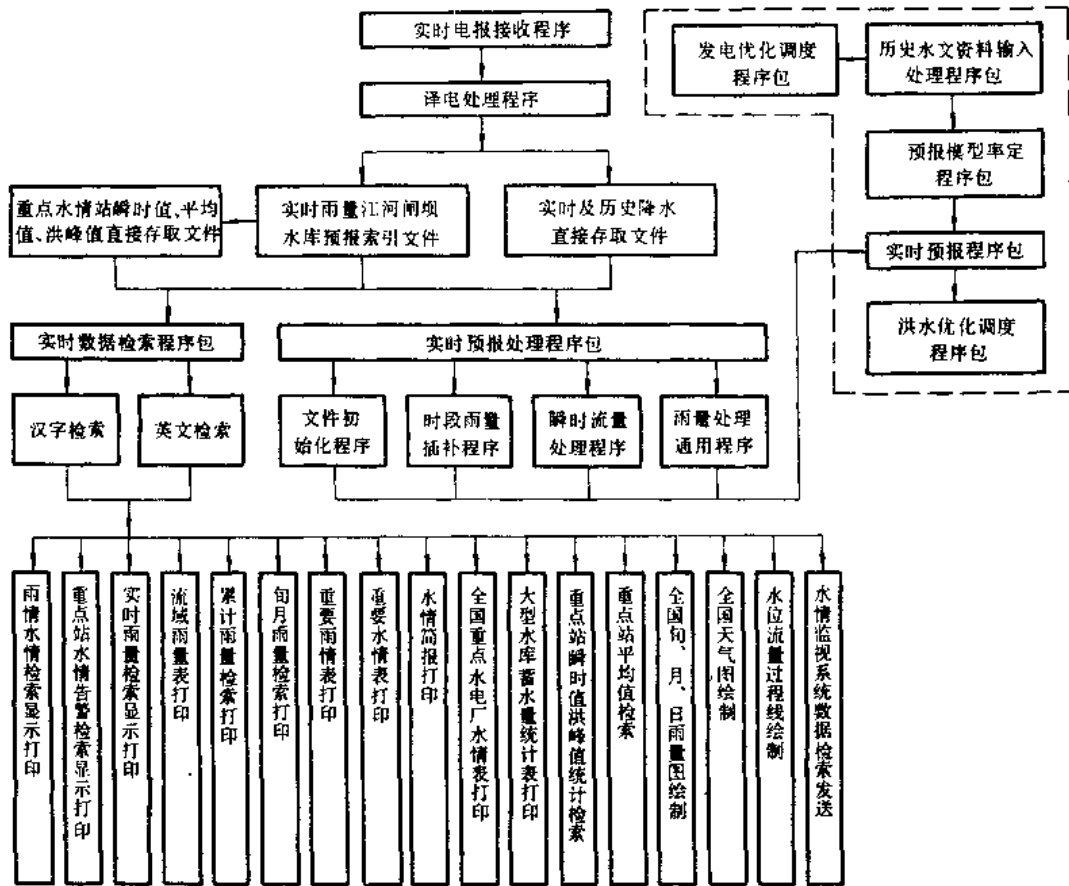 实时电报接收程序
译电处理程序
发电优化调度
程序包
历史水文资料输入
处理程序包
预报模型率定
程序包
重点水情站瞬时值、平均
值、洪峰值直接存取文件
实时雨量江河闸坝
水库预报索引文件
实时及历史降水
直接存取文件
实时预报程序包
洪水优化调度
程序包
实时数据检索程序包
实时预报处理程序包
汉字检索
英文检索
文件初
始化程序
时段雨量
插补程序
瞬时流量
处理程序
雨量处理
通用程序
雨情水情检索显示打印
重点站水情告警检索显示打印
实时雨量检索显示打印
流域雨量表打印
累计雨量检索打印
旬月雨量检索打印
重要雨情表打印
重要水情表打印
水情简报打印
全国重点水电厂水情表打印
大型水库蓄水量统计表打印
重点站瞬时值洪峰值统计检索
重点站平均值检索
全国旬、月、日雨量图绘制
全国天气图绘制
水位流量过程线绘制
水情监视系统数据检索发送